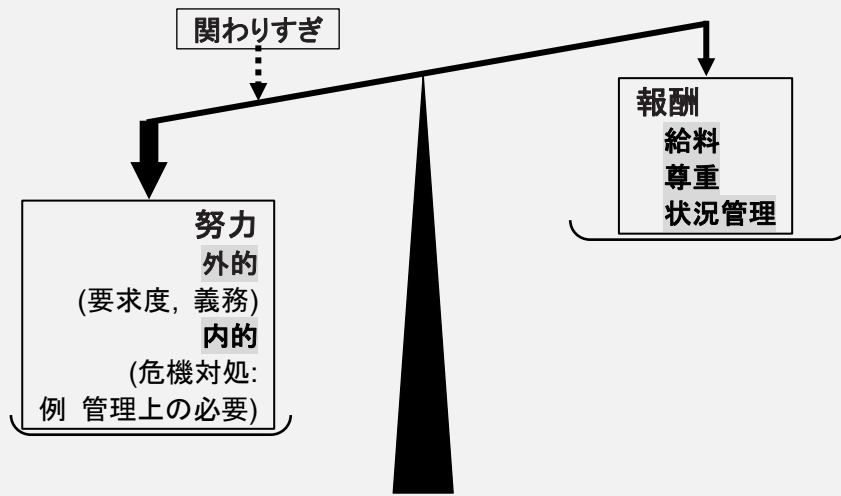 関わりすぎ
報酬
給料
尊重
状況管理
努力
外的
(要求度, 義務)
内的
(危機対処:
例 管理上の必要)